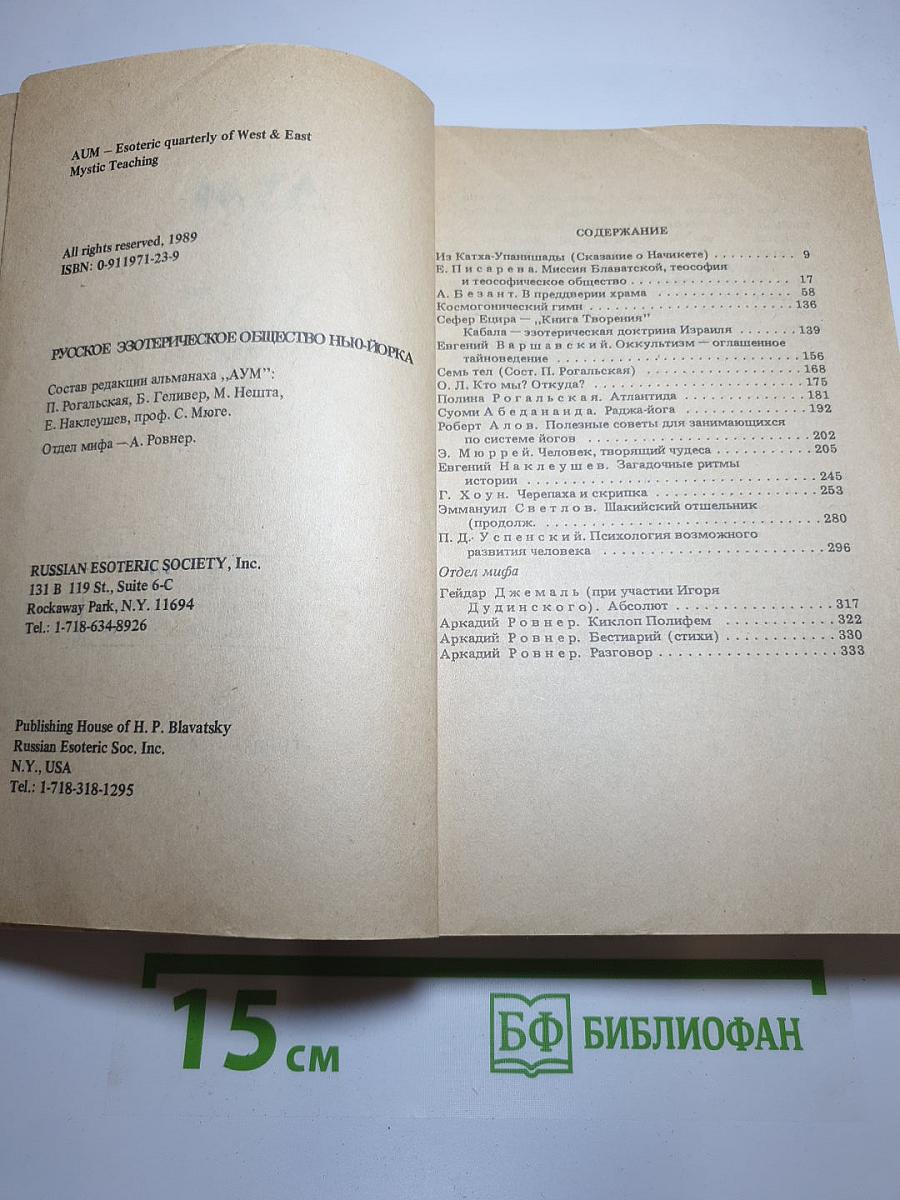 AUM — Esoteric quarterly of West & East
Mystic Teaching
All rights reserved, 1989
ISBN: 0-911971-23-9
РУССКОЕ ЭЗОТЕРИЧЕСКОЕ ОБЩЕСТВО НЬЮ-ЙОРКА
Состав редакции альманаха „АУМ":
П. Рогальская, Б. Геливер, М. Нешта,
Е. Наклеушев, проф. С. Мюге.
Отдел мифа — А. Ровнер.
RUSSIAN ESOTERIC SOCIETY, Inc.
131 B 119 St., Suite 6-C
Rockaway Park, N.Y. 11694
Tel.: 1-718-634-8926
Publishing House of H. P. Blavatsky
Russian Esoteric Soc. Inc.
N.Y., USA
Tel.: 1-718-318-1295
СОДЕРЖАНИЕ
Из Катха-Упанишады (Сказание о Начикете) . . . . . . . . . . 9
Е. Писарева. Миссия Блаватской, теософия
и теософическое общество . . . . . . . . . . . . . . . . . . . . 17
А. Безант. В преддверии храма . . . . . . . . . . . . . . . . . 58
Космогонический гимн . . . . . . . . . . . . . . . . . . . . . . . . . 136
Сефер Ецира — „Книга Творения"
Кабала — эзотерическая доктрина Израиля . . . . . . . 139
Евгений Варшавский. Оккультизм — оглашенное
тайноведение . . . . . . . . . . . . . . . . . . . . . . . . . . . . . . 156
Семь тел (Сост. П. Рогальская) . . . . . . . . . . . . . . . . . . . 168
О. Л. Кто мы? Откуда? . . . . . . . . . . . . . . . . . . . . . . . . . 175
Полина Рогальская. Атлантида . . . . . . . . . . . . . . . . 181
Суоми Абедананда. Раджа-йога . . . . . . . . . . . . . . . . 192
Роберт Алов. Полезные советы для занимающихся
по системе йогов . . . . . . . . . . . . . . . . . . . . . . . . . . . 202
Э. Мюррей. Человек, творящий чудеса . . . . . . . . . . . 205
Евгений Наклеушев. Загадочные ритмы
истории . . . . . . . . . . . . . . . . . . . . . . . . . . . . . . . . . . . 245
Г. Хоун. Черепаха и скрипка . . . . . . . . . . . . . . . . . . . 253
Эммануил Светлов. Шакийский отшельник
(продолж. . . . . . . . . . . . . . . . . . . . . . . . . . . . . . . . . . 280
П. Д. Успенский. Психология возможного
развития человека . . . . . . . . . . . . . . . . . . . . . . . . . 296
Отдел мифа
Гейдар Джемаль (при участии Игоря
Дудинского). Абсолют . . . . . . . . . . . . . . . . . . . 317
Аркадий Ровнер. Киклоп Полифем . . . . . . . . . . . . . 322
Аркадий Ровнер. Бестиарий (стихи) . . . . . . . . . . . . . 330
Аркадий Ровнер. Разговор . . . . . . . . . . . . . . . . . . . . 333
15 см
БФ БИБЛИОФАН